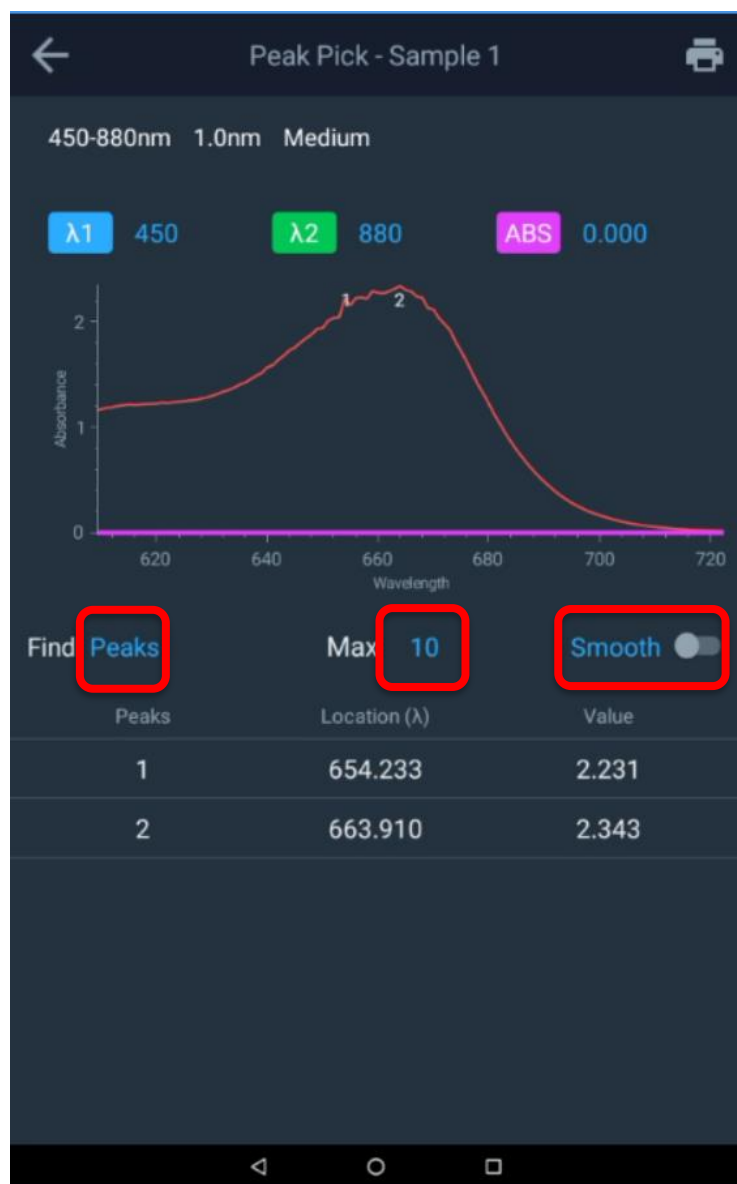 Peak Pick - Sample 1
450-880nm 1.0nm Medium
λ1 450 λ2 880 ABS 0.000
1 2
2
1
0
Absorbance
620 640 660 680 700 720
Wavelength
Find Peaks Max 10 Smooth
Peaks Location (λ) Value
1 654.233 2.231
2 663.910 2.343